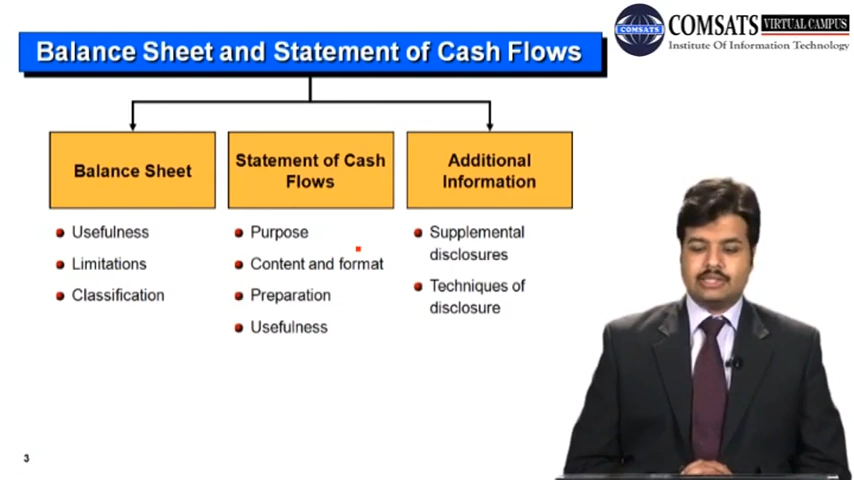 Balance Sheet and Statement of Cash Flows
COMSATS
COMSATS VIRTUAL CAMPUS
Institute Of Information Technology
Balance Sheet
Statement of Cash
Flows
Additional
Information
Usefulness
Limitations
Classification
Purpose
Content and format
Preparation
Usefulness
Supplemental
disclosures
Techniques of
disclosure
3